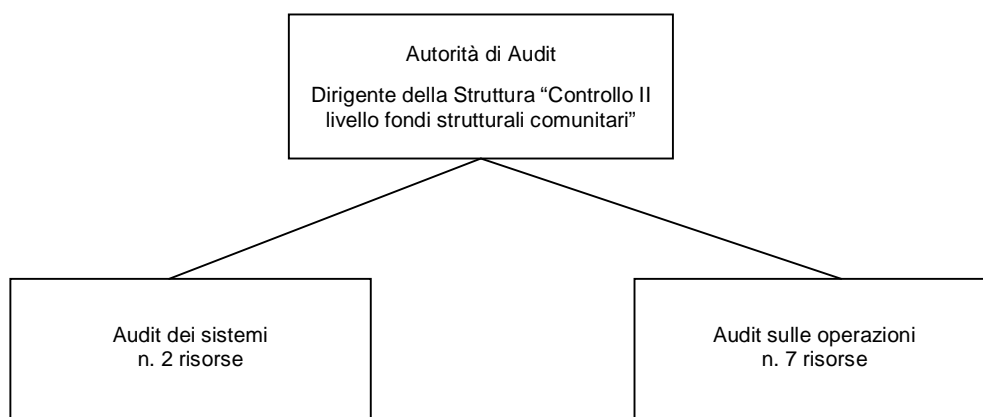 Autorità di Audit
Dirigente della Struttura “Controllo II
livello fondi strutturali comunitari”
Audit dei sistemi
n. 2 risorse
Audit sulle operazioni
n. 7 risorse